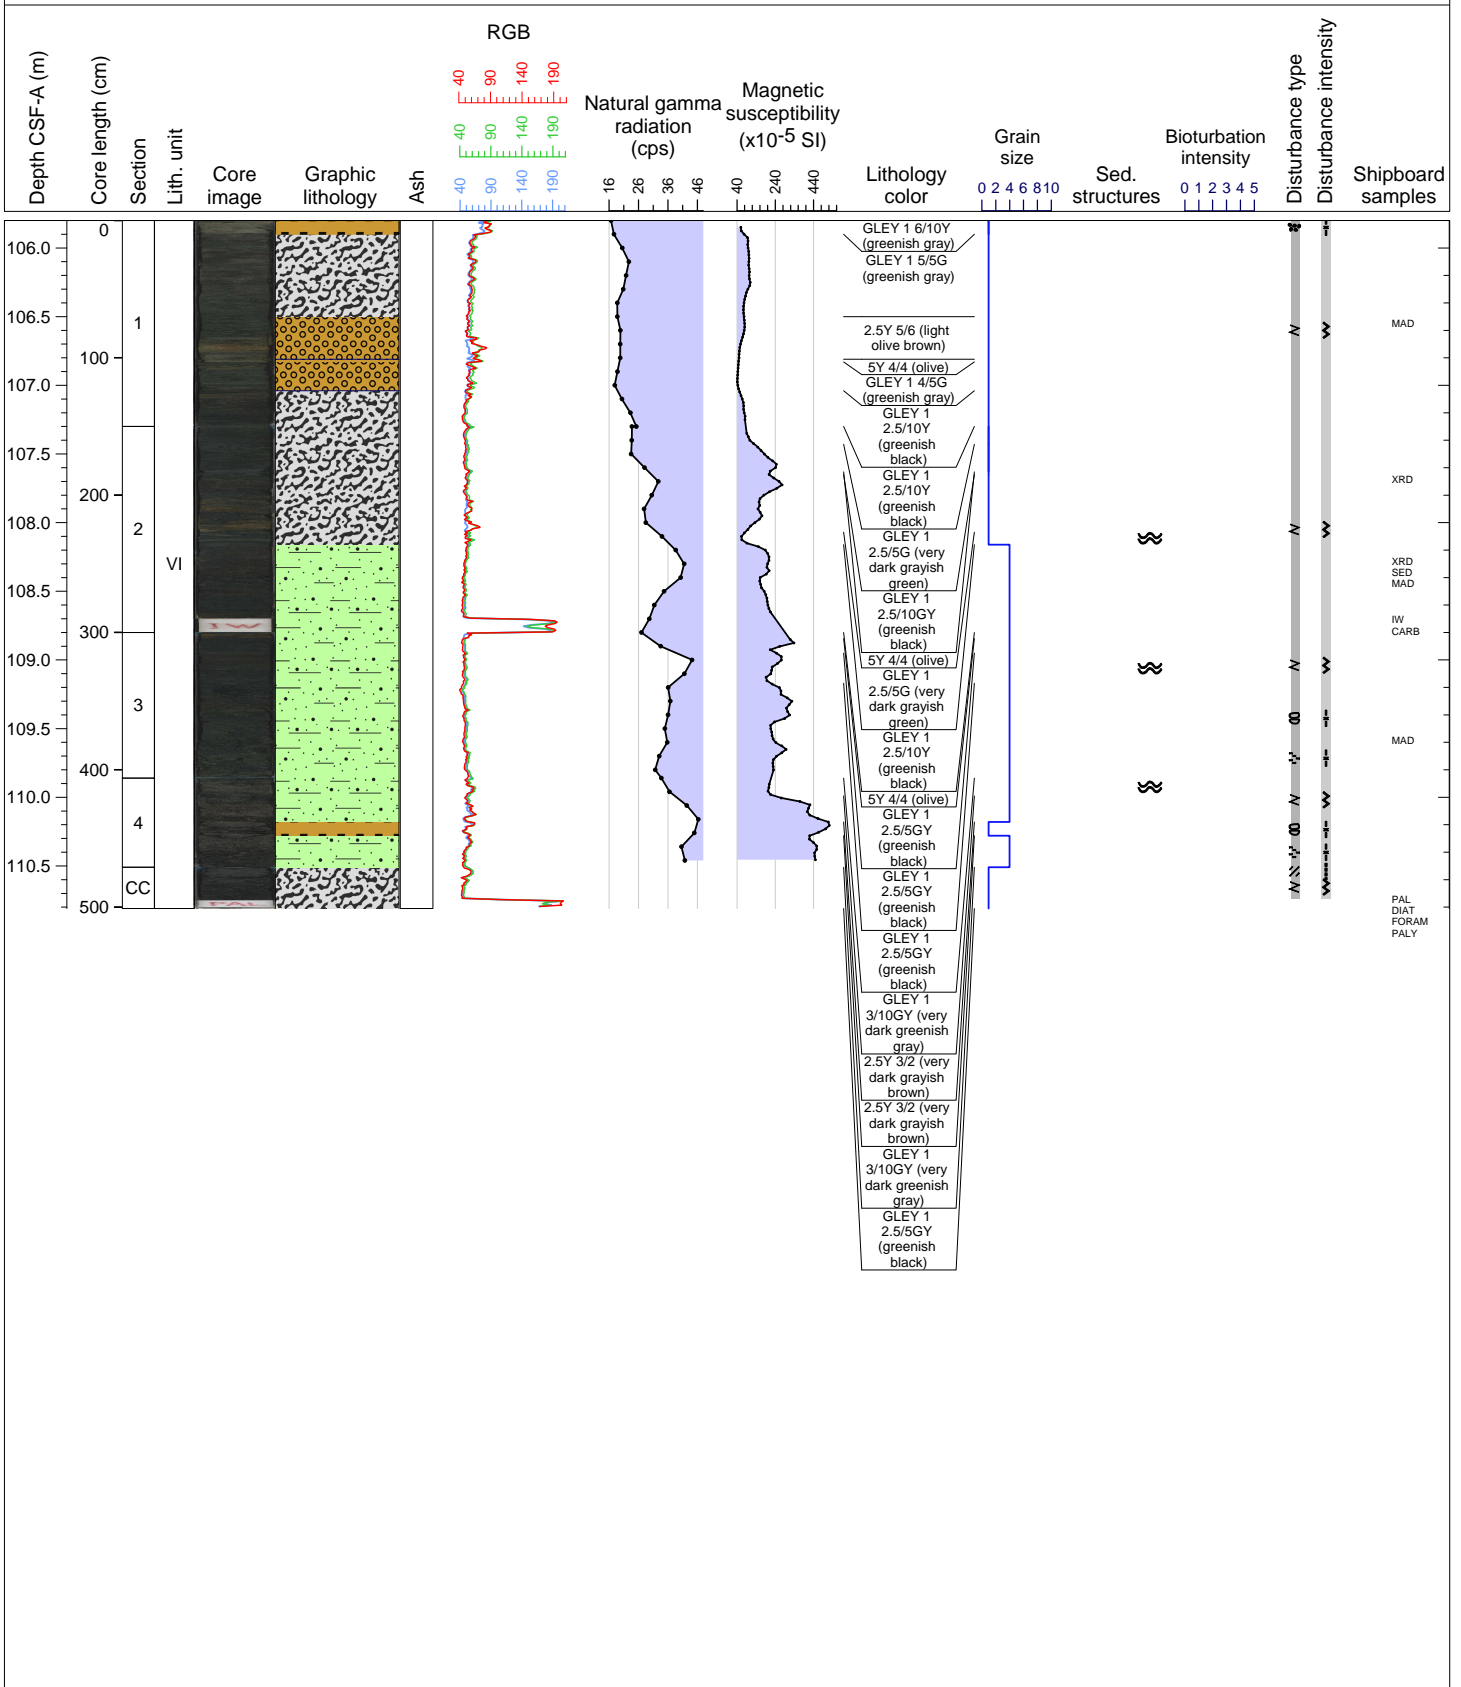 RGB
40 90 140 190
40 90 140 190
40 90 140 190
Depth CSF-A (m)
Core length (cm)
Section
Lith. unit
Core
image
Graphic
lithology
Ash
Natural gamma
radiation
(cps)
16 26 36 46
Magnetic
susceptibility
(x10-5 SI)
40 240 440
Lithology
color
Grain
size
0 2 4 6 8 10
Sed.
structures
Bioturbation
intensity
0 1 2 3 4 5
Disturbance type
Disturbance intensity
Shipboard
samples
106.0
106.5
107.0
107.5
108.0
108.5
109.0
109.5
110.0
110.5
0
100
200
300
400
500
1
2
3
4
CC
VI
IW
PAL
GLEY 1 6/10Y
(greenish gray)
GLEY 1 5/5G
(greenish gray)
2.5Y 5/6 (light
olive brown)
5Y 4/4 (olive)
GLEY 1 4/5G
(greenish gray)
GLEY 1
2.5/10Y
(greenish
black)
GLEY 1
2.5/10Y
(greenish
black)
GLEY 1
2.5/5G (very
dark grayish
green)
GLEY 1
2.5/10GY
(greenish
black)
5Y 4/4 (olive)
GLEY 1
2.5/5G (very
dark grayish
green)
GLEY 1
2.5/10Y
(greenish
black)
5Y 4/4 (olive)
GLEY 1
2.5/5GY
(greenish
black)
GLEY 1
2.5/5GY
(greenish
black)
GLEY 1
2.5/5GY
(greenish
black)
GLEY 1
3/10GY (very
dark greenish
gray)
2.5Y 3/2 (very
dark grayish
brown)
2.5Y 3/2 (very
dark grayish
brown)
GLEY 1
3/10GY (very
dark greenish
gray)
GLEY 1
2.5/5GY
(greenish
black)
MAD
XRD
XRD
SED
MAD
IW
CARB
MAD
PAL
DIAT
FORAM
PALY